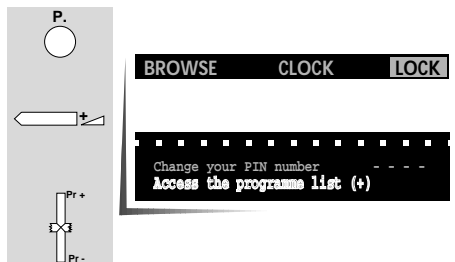 P.
BROWSE CLOCK LOCK
+
Change your PIN number - - - -
Access the programme list (+)
Pr +
Pr -